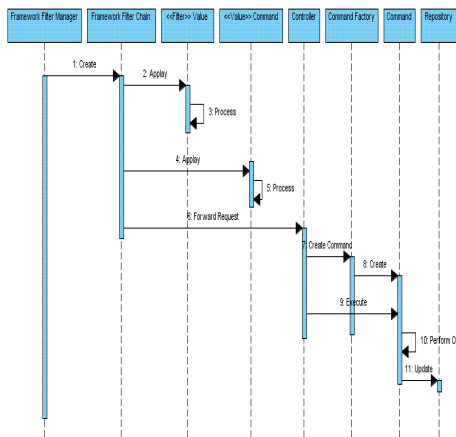 Framework Filter Manager
Framework Filter Chain
<<Filter>> Value
<<Value>> Command
Controller
Command Factory
Command
Repository
1: Create
2: Applay
3: Process
4: Applay
5: Process
6: Forward Request
7: Create Command
8: Create
9: Execute
10: Perform O
11: Update